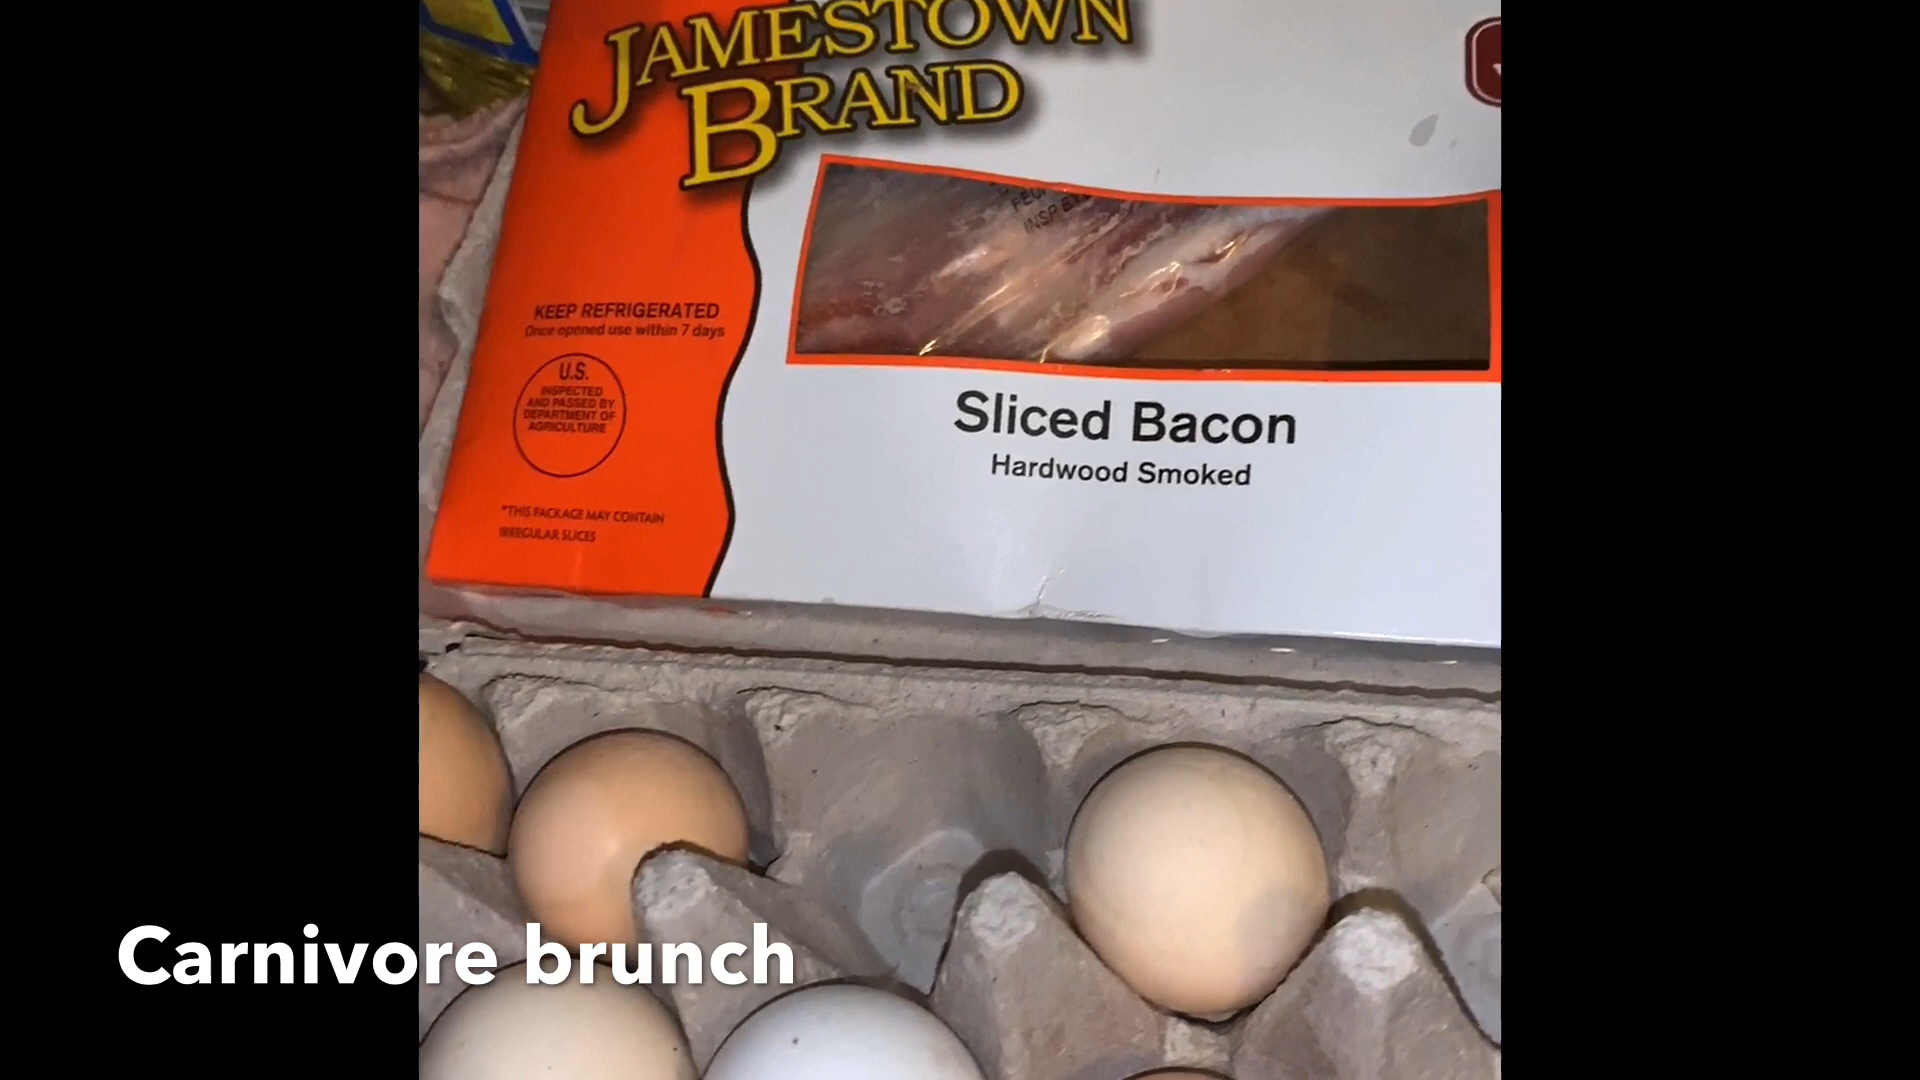 JAMESTOWN
BRAND
INSP
KEEP REFRIGERATED
Once opened use within 7 days
U.S.
INSPECTED
AND PASSED BY
DEPARTMENT OF
AGRICULTURE
*THIS PACKAGE MAY CONTAIN
IRREGULAR SLICES
Sliced Bacon
Hardwood Smoked
Carnivore brunch